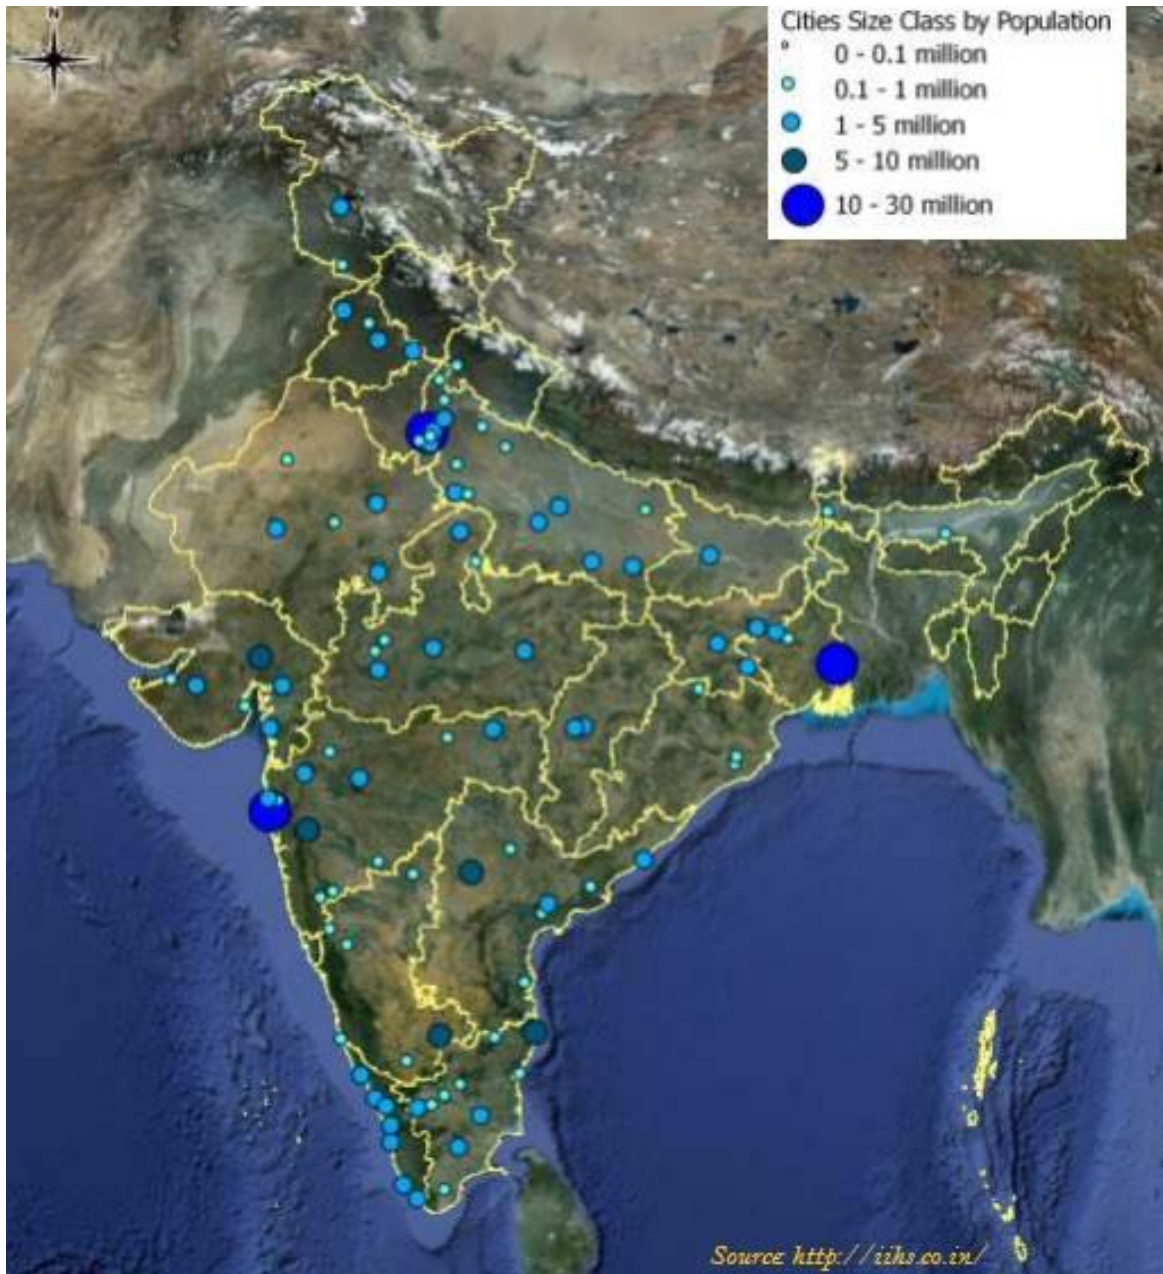 N
Cities Size Class by Population
0 - 0.1 million
0.1 - 1 million
1 - 5 million
5 - 10 million
10 - 30 million
Source http://iihs.co.in/